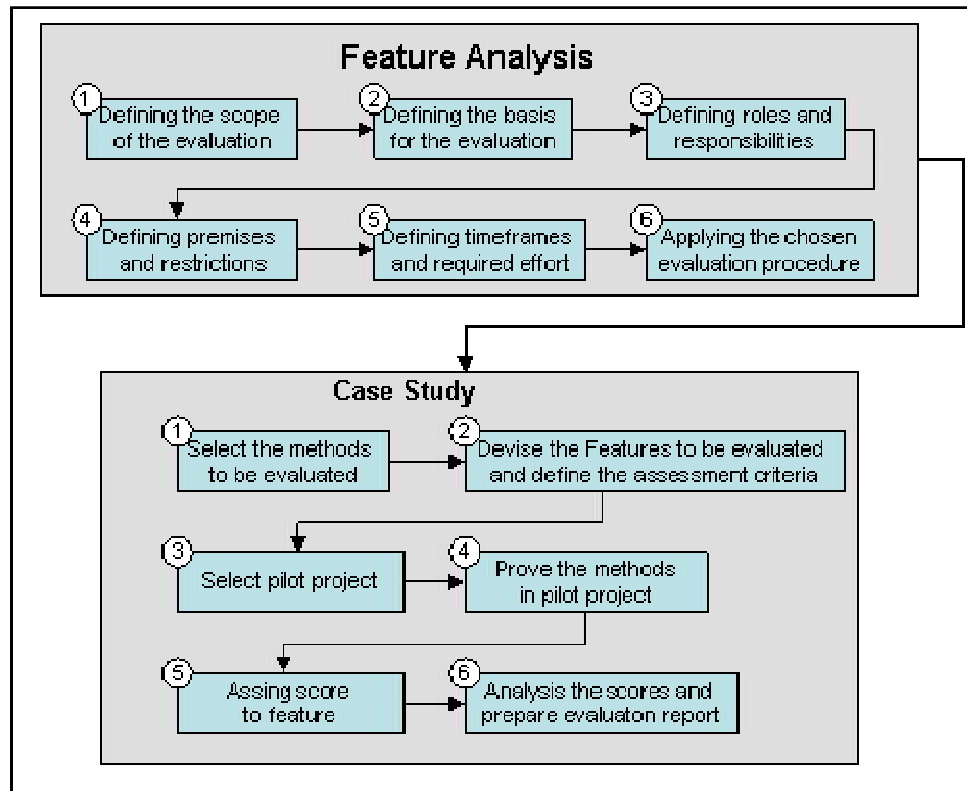 Feature Analysis
1
Defining the scope
of the evaluation
2
Defining the basis
for the evaluation
3
Defining roles and
responsibilities
4
Defining premises
and restrictions
5
Defining timeframes
and required effort
6
Applying the chosen
evaluation procedure
Case Study
1
Select the methods
to be evaluated
2
Devise the Features to be evaluated
and define the assessment criteria
3
Select pilot project
4
Prove the methods
in pilot project
5
Assing score
to feature
6
Analysis the scores and
prepare evaluaton report